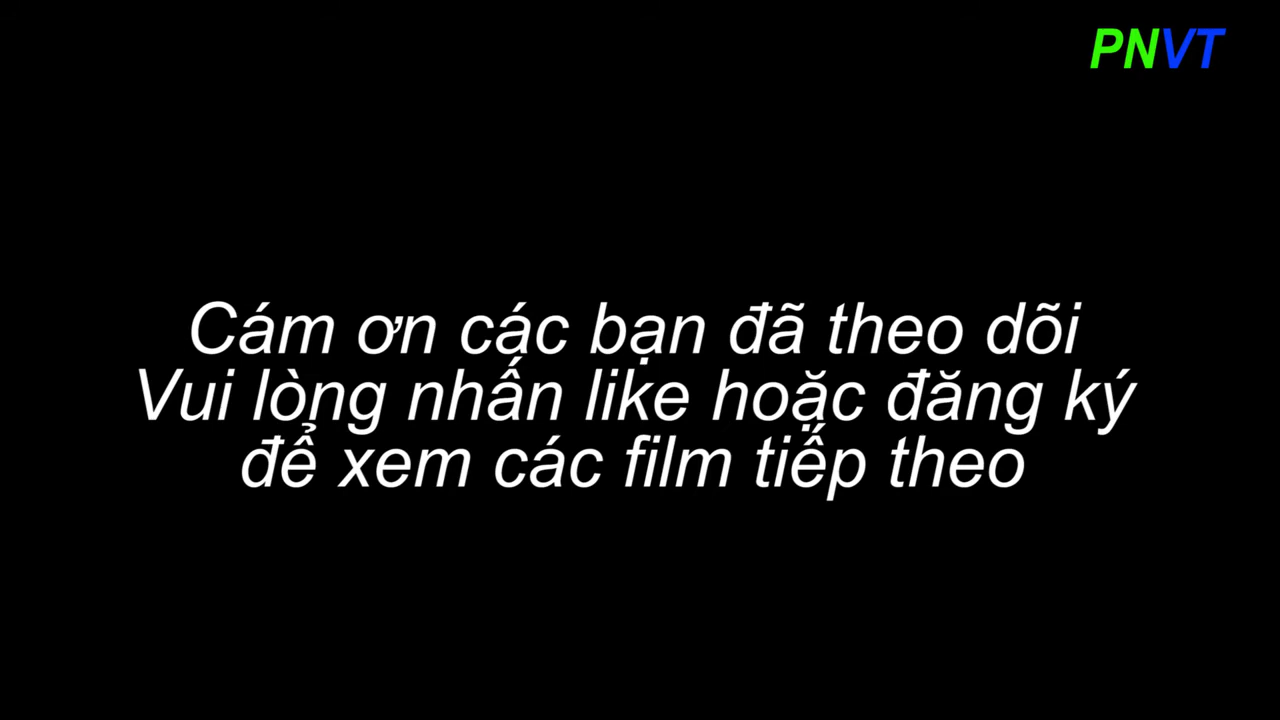 PNVT
Cám ơn các bạn đã theo dõi
Vui lòng nhấn like hoặc đăng ký
để xem các film tiếp theo